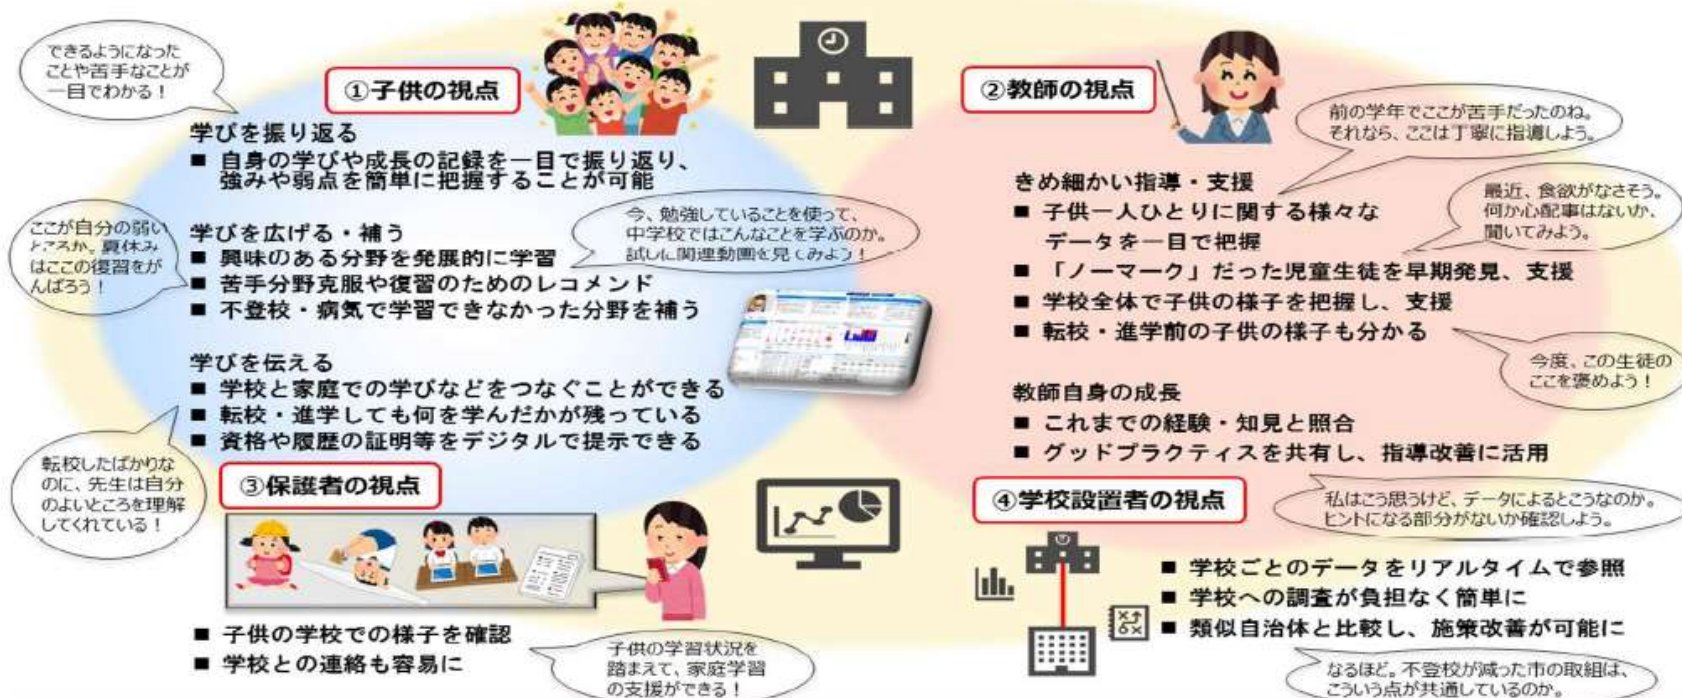 できるようになった
ことや苦手なことが
一目でわかる！
①子供の視点
学びを振り返る
■ 自身の学びや成長の記録を一目で振り返り、
強みや弱点を簡単に把握することが可能
ここが自分の弱い
ところか。夏休み
はここの復習をが
んばろう！
今、勉強していることを使って、
中学校ではこんなことを学ぶのか。
試しに関連動画を見てみよう！
学びを広げる・補う
■ 興味のある分野を発展的に学習
■ 苦手分野克服や復習のためのレコメンド
■ 不登校・病気で学習できなかった分野を補う
学びを伝える
■ 学校と家庭での学びなどをつなぐことができる
■ 転校・進学しても何を学んだかが残っている
■ 資格や履歴の証明等をデジタルで提示できる
転校したばかりな
のに、先生は自分
のよいところを理解
してくれている！
②教師の視点
前の学年でここが苦手だったのね。
それなら、ここは丁寧に指導しよう。
きめ細かい指導・支援
■ 子供一人ひとりに関する様々な
データを一目で把握
■ 「ノーマーク」だった児童生徒を早期発見、支援
■ 学校全体で子供の様子を把握し、支援
■ 転校・進学前の子供の様子も分かる
最近、食欲がなさそう。
何か心配事はないか、
聞いてみよう。
今度、この生徒の
ここを褒めよう！
教師自身の成長
■ これまでの経験・知見と照合
■ グッドプラクティスを共有し、指導改善に活用
私はこう思うけど、データによるとこうなのか。
ヒントになる部分がないか確認しよう。
③保護者の視点
■ 子供の学校での様子を確認
■ 学校との連絡も容易に
子供の学習状況を
踏まえて、家庭学習
の支援ができる！
④学校設置者の視点
■ 学校ごとのデータをリアルタイムで参照
■ 学校への調査が負担なく簡単に
■ 類似自治体と比較し、施策改善が可能に
なるほど。不登校が減った市の取組は、
こういう点が共通しているのか。